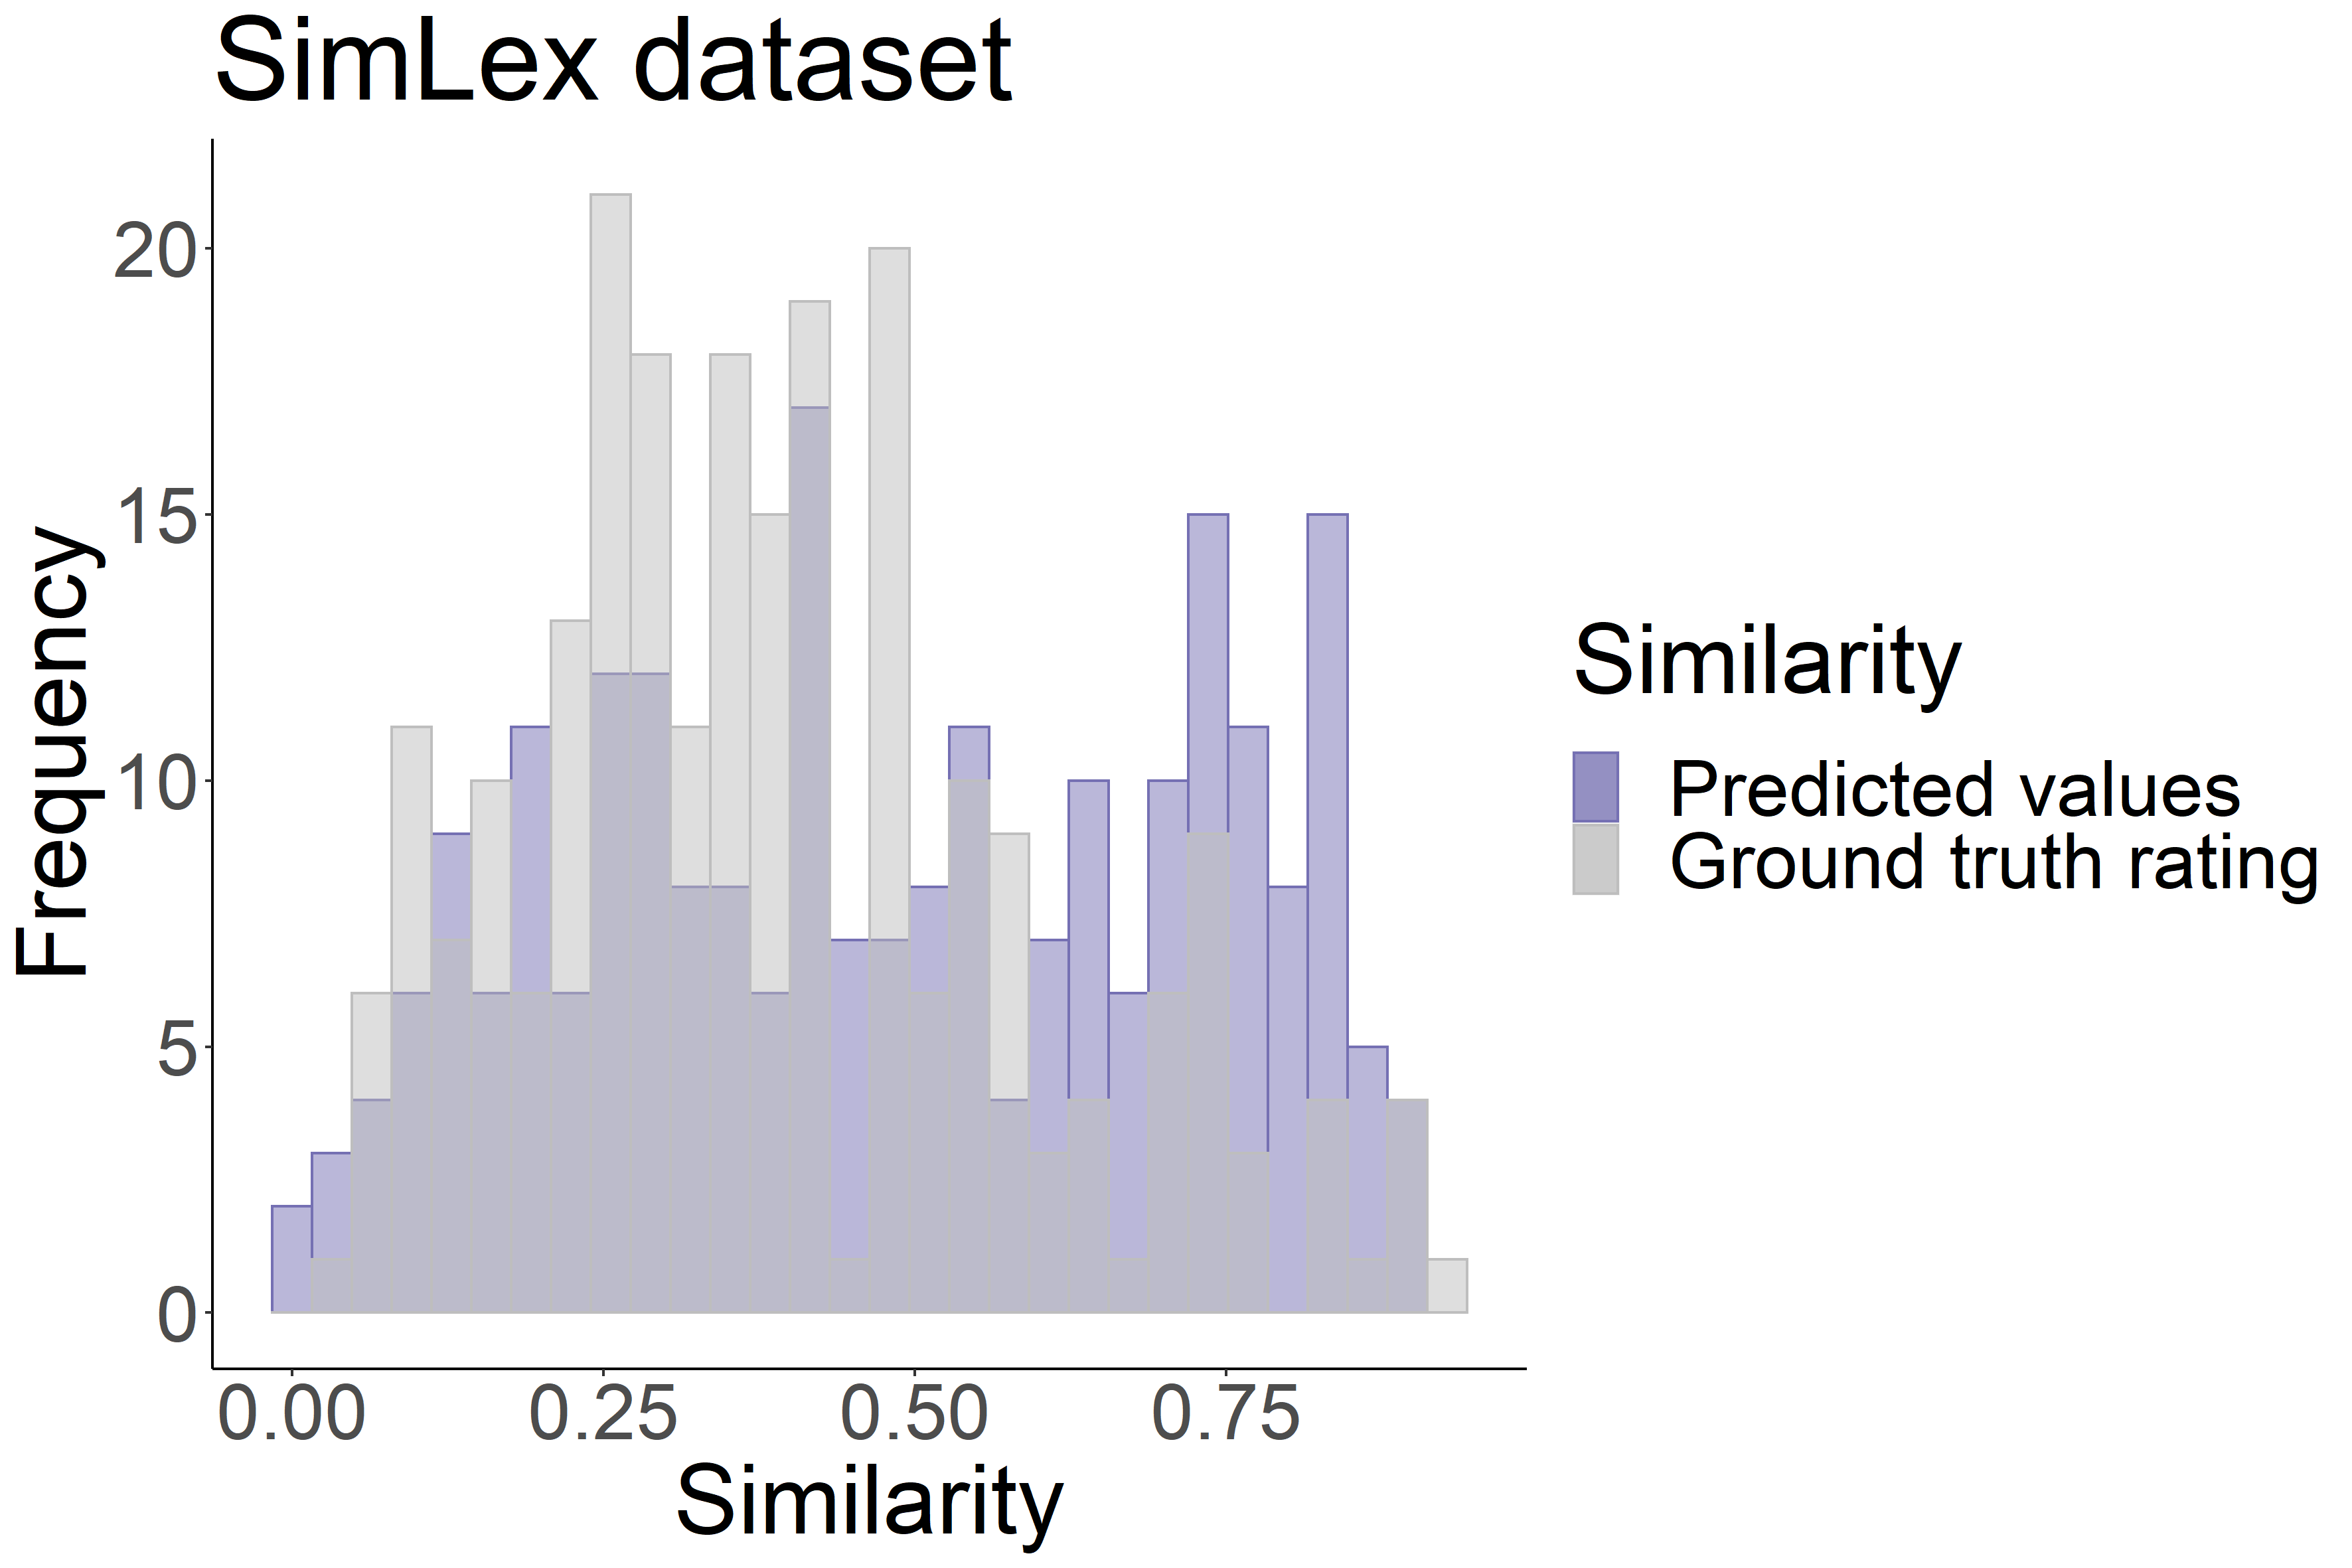 SimLex dataset
Frequency
20
15
10
5
0
0.00 0.25 0.50 0.75
Similarity
Similarity
Predicted values
Ground truth rating